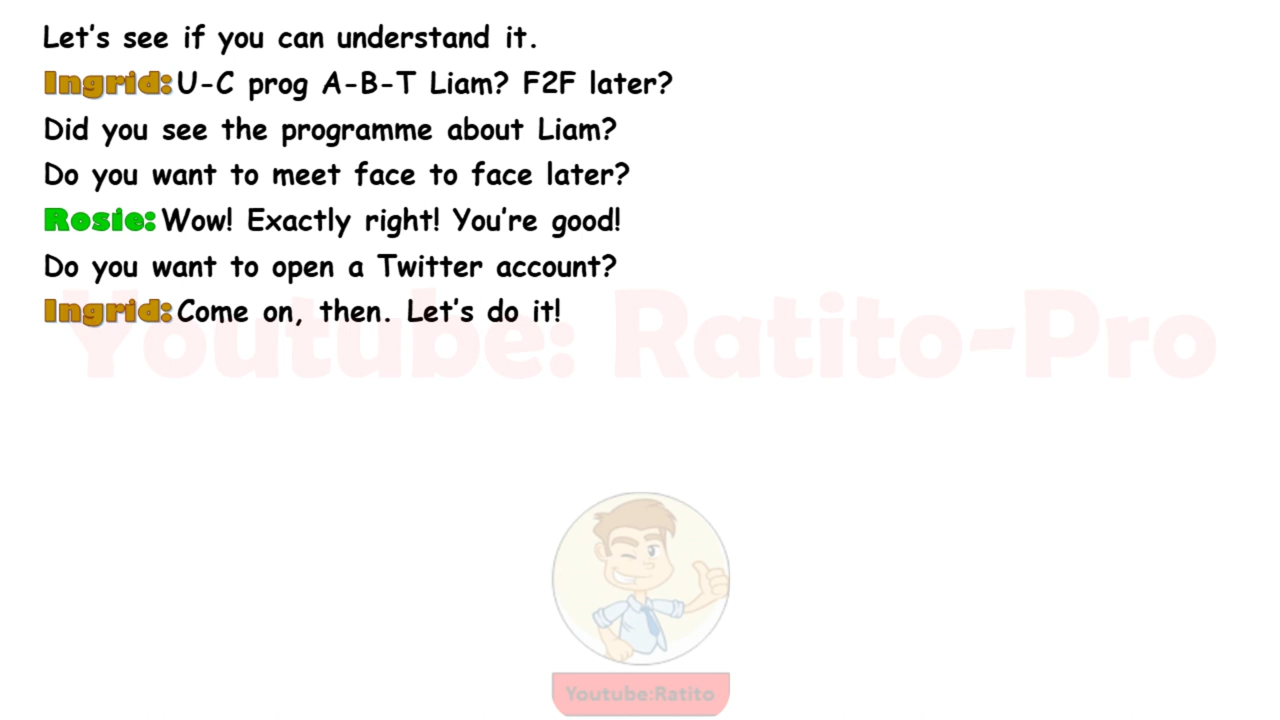 Let's see if you can understand it.
Ingrid: U-C prog A-B-T Liam? F2F later?
Did you see the programme about Liam?
Do you want to meet face to face later?
Rosie: Wow! Exactly right! You're good!
Do you want to open a Twitter account?
Ingrid: Come on, then. Let's do it!
Youtube: Ratito-Pro
Youtube:Ratito